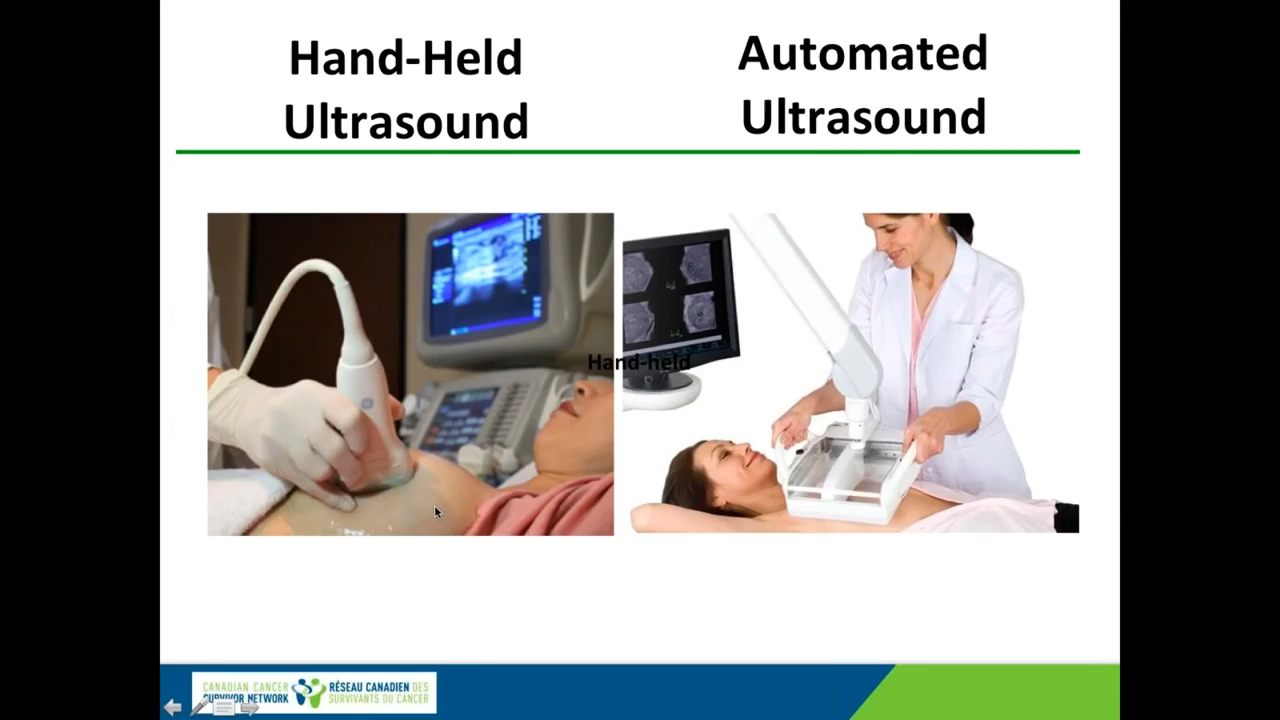 Hand-Held
Ultrasound
Automated
Ultrasound
Hand-held
CANADIAN CANCER
SURVIVOR NETWORK
RÉSEAU CANADIEN DES
SURVIVANTS DU CANCER